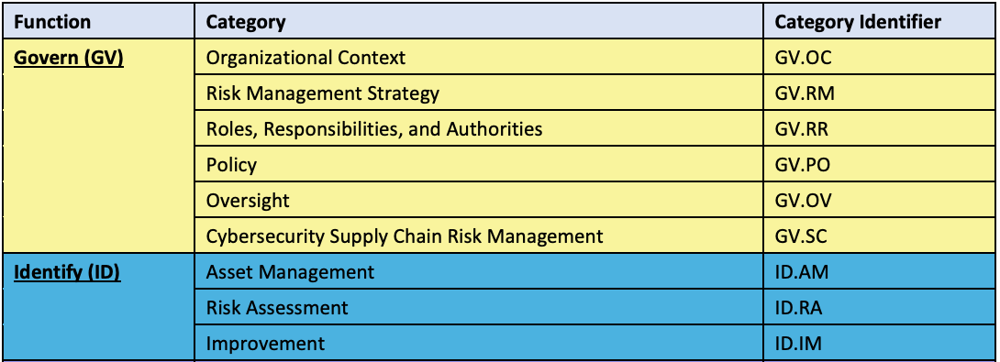 Function Category Category Identifier
Govern (GV) Organizational Context GV.OC
Risk Management Strategy GV.RM
Roles, Responsibilities, and Authorities GV.RR
Policy GV.PO
Oversight GV.OV
Cybersecurity Supply Chain Risk Management GV.SC
Identify (ID) Asset Management ID.AM
Risk Assessment ID.RA
Improvement ID.IM